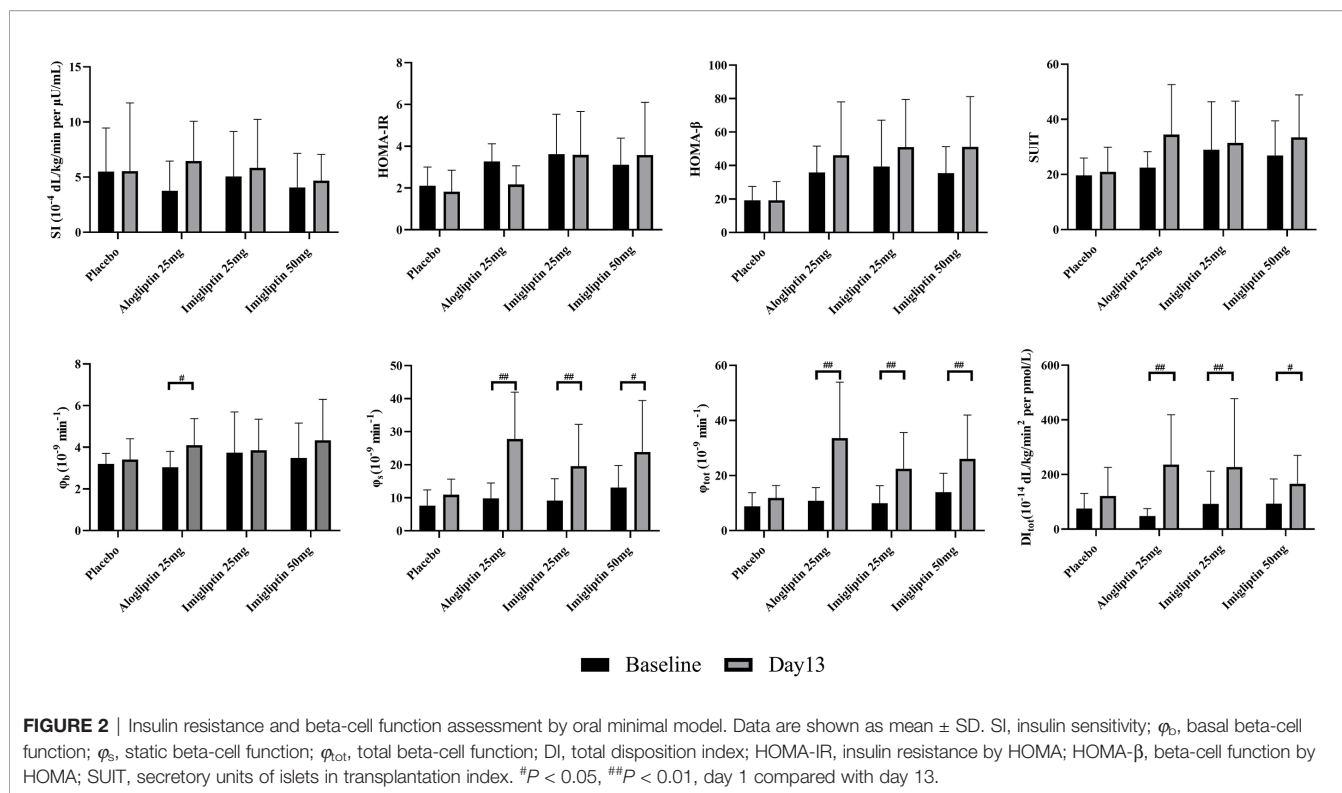 SI (10⁻⁴ dL/kg/min per μU/mL)
15
10
5
0
Placebo
Alogliptin 25mg
Imigliptin 25mg
Imigliptin 50mg
HOMA-IR
8
6
4
2
0
Placebo
Alogliptin 25mg
Imigliptin 25mg
Imigliptin 50mg
HOMA-β
100
80
60
40
20
0
Placebo
Alogliptin 25mg
Imigliptin 25mg
Imigliptin 50mg
SUIT
60
40
20
0
Placebo
Alogliptin 25mg
Imigliptin 25mg
Imigliptin 50mg
φb (10⁻⁹ min⁻¹)
8
6
4
2
0
#
Placebo
Alogliptin 25mg
Imigliptin 25mg
Imigliptin 50mg
φs (10⁻⁹ min⁻¹)
50
40
30
20
10
0
##
##
#
Placebo
Alogliptin 25mg
Imigliptin 25mg
Imigliptin 50mg
φtot (10⁻⁹ min⁻¹)
60
40
20
0
##
##
##
Placebo
Alogliptin 25mg
Imigliptin 25mg
Imigliptin 50mg
DItot(10⁻¹⁴ dL/kg/min² per pmol/L)
600
400
200
0
##
##
#
Placebo
Alogliptin 25mg
Imigliptin 25mg
Imigliptin 50mg
Baseline Day13
FIGURE 2 | Insulin resistance and beta-cell function assessment by oral minimal model. Data are shown as mean ± SD. SI, insulin sensitivity; φb, basal beta-cell
function; φs, static beta-cell function; φtot, total beta-cell function; DI, total disposition index; HOMA-IR, insulin resistance by HOMA; HOMA-β, beta-cell function by
HOMA; SUIT, secretory units of islets in transplantation index. #P < 0.05, ##P < 0.01, day 1 compared with day 13.